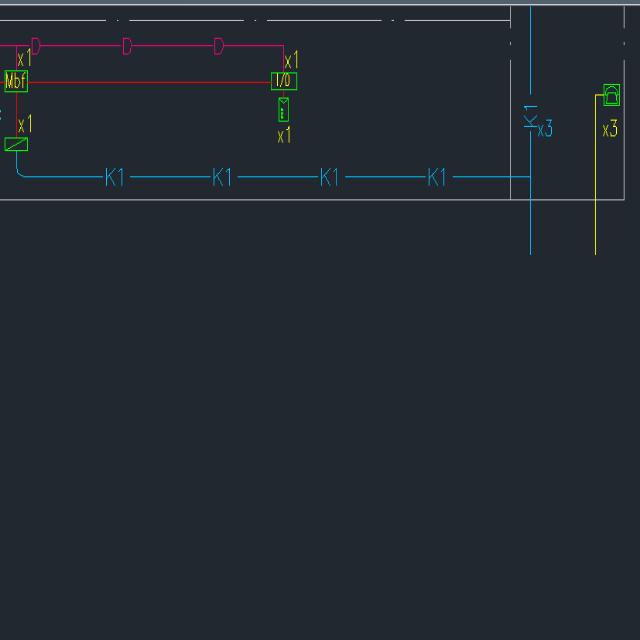 D D D
x1 x1
Mbf I/O
x1 x1
K1 x3 x3
K1 K1 K1 K1